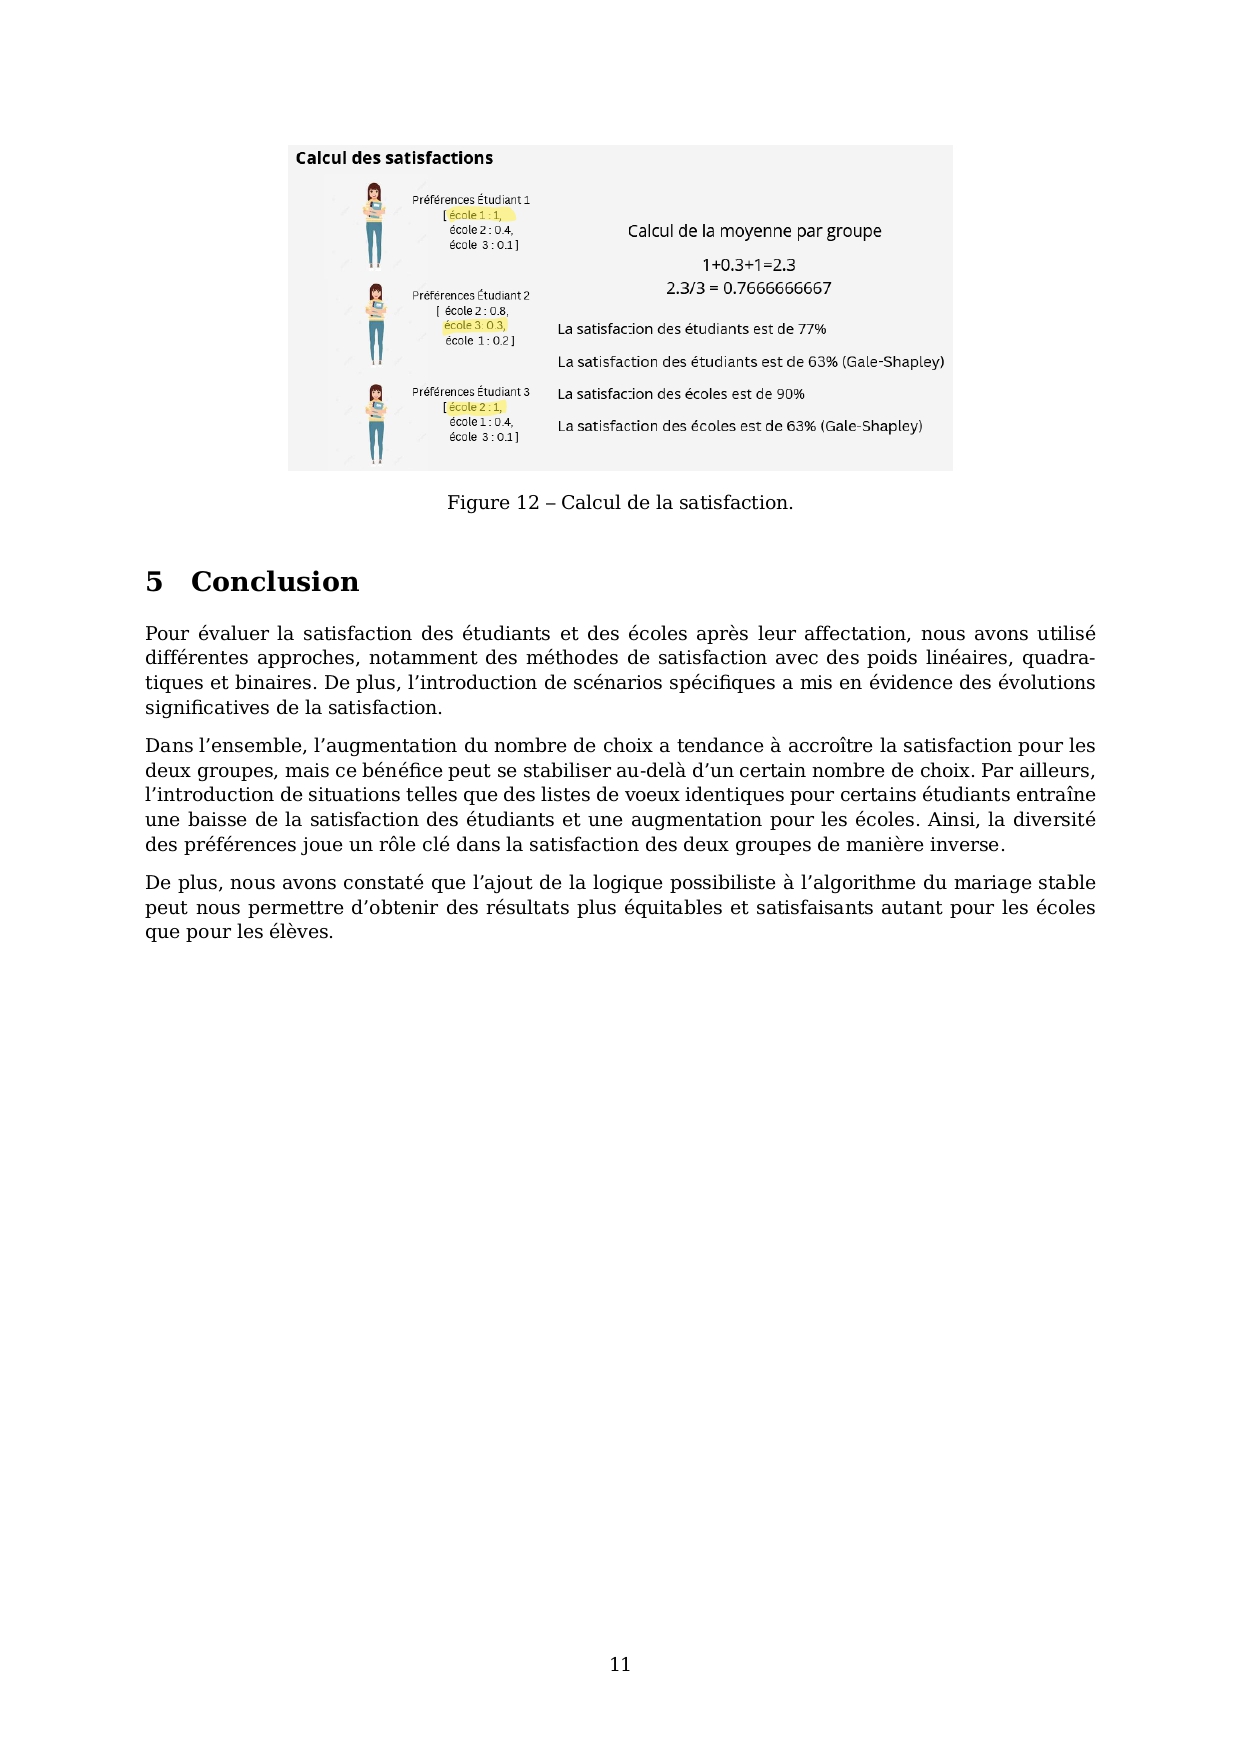 Calcul des satisfactions
Préférences Étudiant 1
[ école 1 : 1,
école 2 : 0.4,
école 3 : 0.1 ]
Préférences Étudiant 2
[ école 2 : 0.8,
école 3: 0.3,
école 1 : 0.2 ]
Préférences Étudiant 3
[ école 2 : 1,
école 1 : 0.4,
école 3 : 0.1 ]
Calcul de la moyenne par groupe
1+0.3+1=2.3
2.3/3 = 0.7666666667
La satisfaction des étudiants est de 77%
La satisfaction des étudiants est de 63% (Gale-Shapley)
La satisfaction des écoles est de 90%
La satisfaction des écoles est de 63% (Gale-Shapley)
Figure 12 – Calcul de la satisfaction.
5 Conclusion
Pour évaluer la satisfaction des étudiants et des écoles après leur affectation, nous avons utilisé
différentes approches, notamment des méthodes de satisfaction avec des poids linéaires, quadra-
tiques et binaires. De plus, l’introduction de scénarios spécifiques a mis en évidence des évolutions
significatives de la satisfaction.
Dans l’ensemble, l’augmentation du nombre de choix a tendance à accroître la satisfaction pour les
deux groupes, mais ce bénéfice peut se stabiliser au-delà d’un certain nombre de choix. Par ailleurs,
l’introduction de situations telles que des listes de voeux identiques pour certains étudiants entraîne
une baisse de la satisfaction des étudiants et une augmentation pour les écoles. Ainsi, la diversité
des préférences joue un rôle clé dans la satisfaction des deux groupes de manière inverse.
De plus, nous avons constaté que l’ajout de la logique possibiliste à l’algorithme du mariage stable
peut nous permettre d’obtenir des résultats plus équitables et satisfaisants autant pour les écoles
que pour les élèves.
11